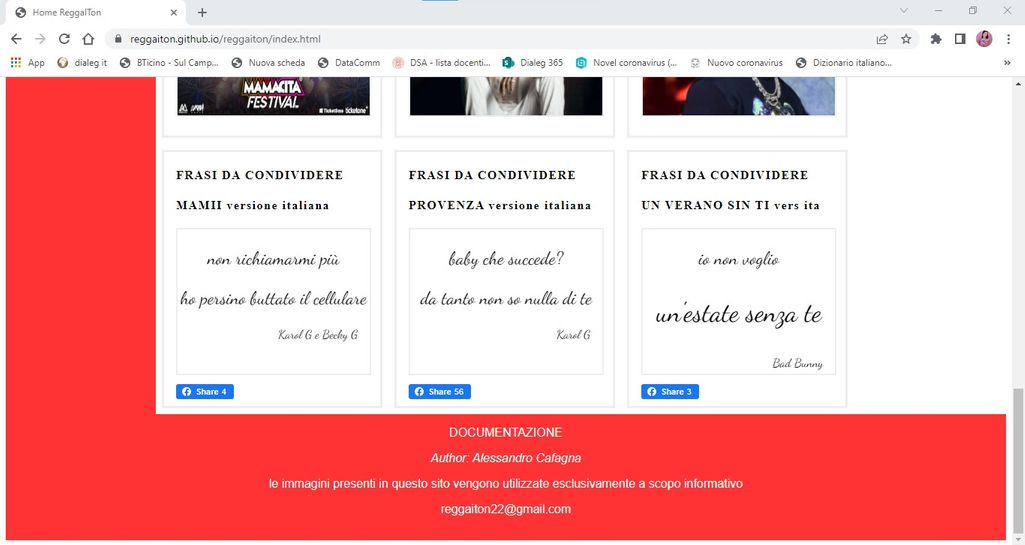 Home ReggaITon
reggaiton.github.io/reggaiton/index.html
App
dialeg it
BTicino - Sul Camp...
Nuova scheda
DataComm
DSA - lista docenti...
Dialeg 365
Novel coronavirus (...
Nuovo coronavirus
Dizionario italiano...
»
MAMACITA
FESTIVAL
FRASI DA CONDIVIDERE
MAMII versione italiana
non richiamarmi più
ho persino buttato il cellulare
Karol G e Becky G
Share 4
FRASI DA CONDIVIDERE
PROVENZA versione italiana
baby che succede?
da tanto non so nulla di te
Karol G
Share 56
FRASI DA CONDIVIDERE
UN VERANO SIN TI vers ita
io non voglio
un'estate senza te
Bad Bunny
Share 3
DOCUMENTAZIONE
Author: Alessandro Cafagna
le immagini presenti in questo sito vengono utilizzate esclusivamente a scopo informativo
reggaiton22@gmail.com